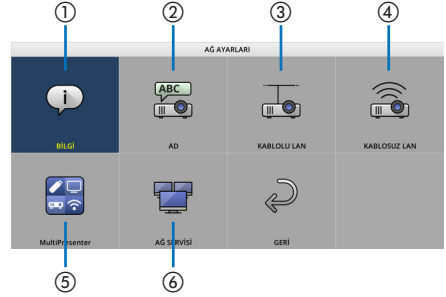 ① ② ③ ④
AĞ AYARLARI
i ABC
BİLGİ AD KABLOLU LAN KABLOSUZ LAN
MultiPresenter AĞ SERVİSİ GERİ
⑤ ⑥